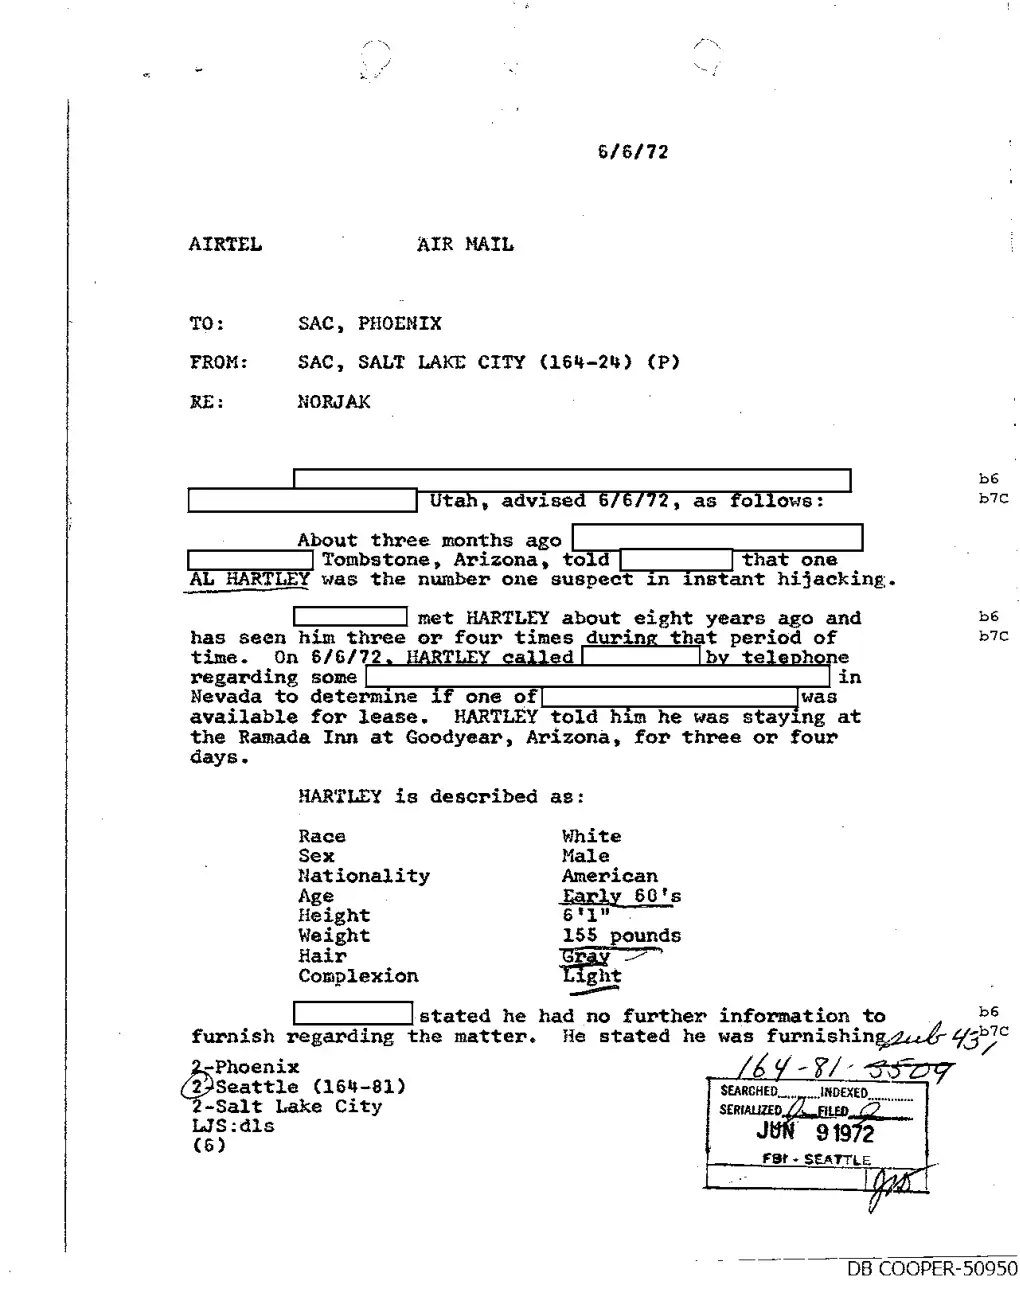 6/6/72
AIRTEL AIR MAIL
TO: SAC, PHOENIX
FROM: SAC, SALT LAKE CITY (164-24) (P)
RE: NORJAK
b6
Utah, advised 6/6/72, as follows: b7C
About three months ago
Tombstone, Arizona, told that one
AL HARTLEY was the number one suspect in instant hijacking.
met HARTLEY about eight years ago and b6
has seen him three or four times during that period of b7C
time. On 6/6/72, HARTLEY called by telephone
regarding some in
Nevada to determine if one of was
available for lease. HARTLEY told him he was staying at
the Ramada Inn at Goodyear, Arizona, for three or four
days.
HARTLEY is described as:
Race White
Sex Male
Nationality American
Age Early 60's
Height 6'1"
Weight 155 pounds
Hair Gray
Complexion Light
stated he had no further information to b6
furnish regarding the matter. He stated he was furnishing sub 43 b7C
2-Phoenix 164-81-3509
2-Seattle (164-81) SEARCHED INDEXED
2-Salt Lake City SERIALIZED FILED
LJS:dls JUN 9 1972
(6) FBI - SEATTLE
DB COOPER-50950